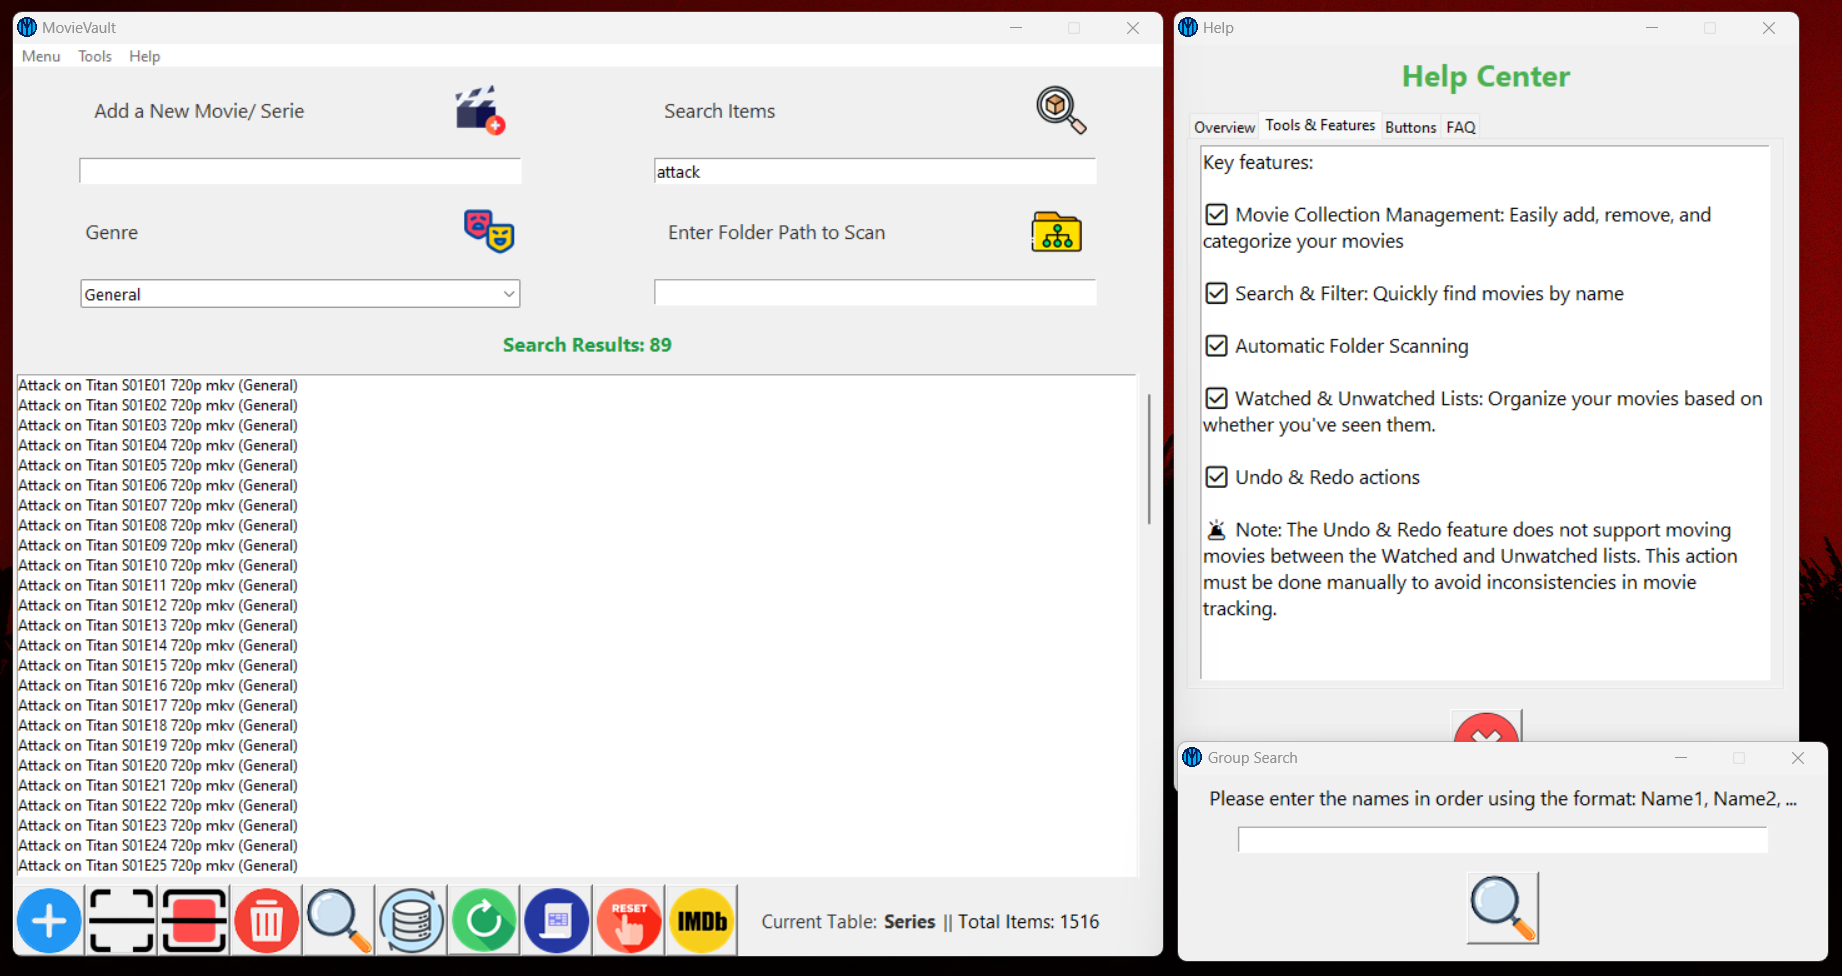 MovieVault
Menu Tools Help
Add a New Movie/ Serie
Search Items
attack
Genre
Enter Folder Path to Scan
General
Search Results: 89
Attack on Titan S01E01 720p mkv (General)
Attack on Titan S01E02 720p mkv (General)
Attack on Titan S01E03 720p mkv (General)
Attack on Titan S01E04 720p mkv (General)
Attack on Titan S01E05 720p mkv (General)
Attack on Titan S01E06 720p mkv (General)
Attack on Titan S01E07 720p mkv (General)
Attack on Titan S01E08 720p mkv (General)
Attack on Titan S01E09 720p mkv (General)
Attack on Titan S01E10 720p mkv (General)
Attack on Titan S01E11 720p mkv (General)
Attack on Titan S01E12 720p mkv (General)
Attack on Titan S01E13 720p mkv (General)
Attack on Titan S01E14 720p mkv (General)
Attack on Titan S01E15 720p mkv (General)
Attack on Titan S01E16 720p mkv (General)
Attack on Titan S01E17 720p mkv (General)
Attack on Titan S01E18 720p mkv (General)
Attack on Titan S01E19 720p mkv (General)
Attack on Titan S01E20 720p mkv (General)
Attack on Titan S01E21 720p mkv (General)
Attack on Titan S01E22 720p mkv (General)
Attack on Titan S01E23 720p mkv (General)
Attack on Titan S01E24 720p mkv (General)
Attack on Titan S01E25 720p mkv (General)
RESET
IMDb
Current Table: Series || Total Items: 1516
Help
Help Center
Overview Tools & Features Buttons FAQ
Key features:
☑ Movie Collection Management: Easily add, remove, and
categorize your movies
☑ Search & Filter: Quickly find movies by name
☑ Automatic Folder Scanning
☑ Watched & Unwatched Lists: Organize your movies based on
whether you've seen them.
☑ Undo & Redo actions
Note: The Undo & Redo feature does not support moving
movies between the Watched and Unwatched lists. This action
must be done manually to avoid inconsistencies in movie
tracking.
Group Search
Please enter the names in order using the format: Name1, Name2, ...